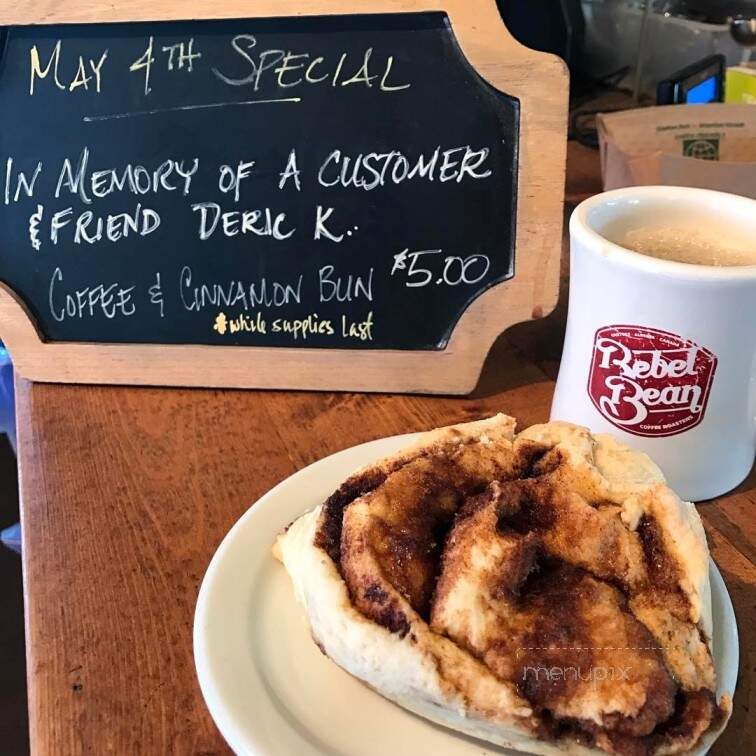 MAY 4TH SPECIAL
IN MEMORY OF A CUSTOMER
& FRIEND DERIC K..
COFFEE & CINNAMON BUN $5.00
*while supplies last
Rebel
Bean
COFFEE ROASTERS
menupix